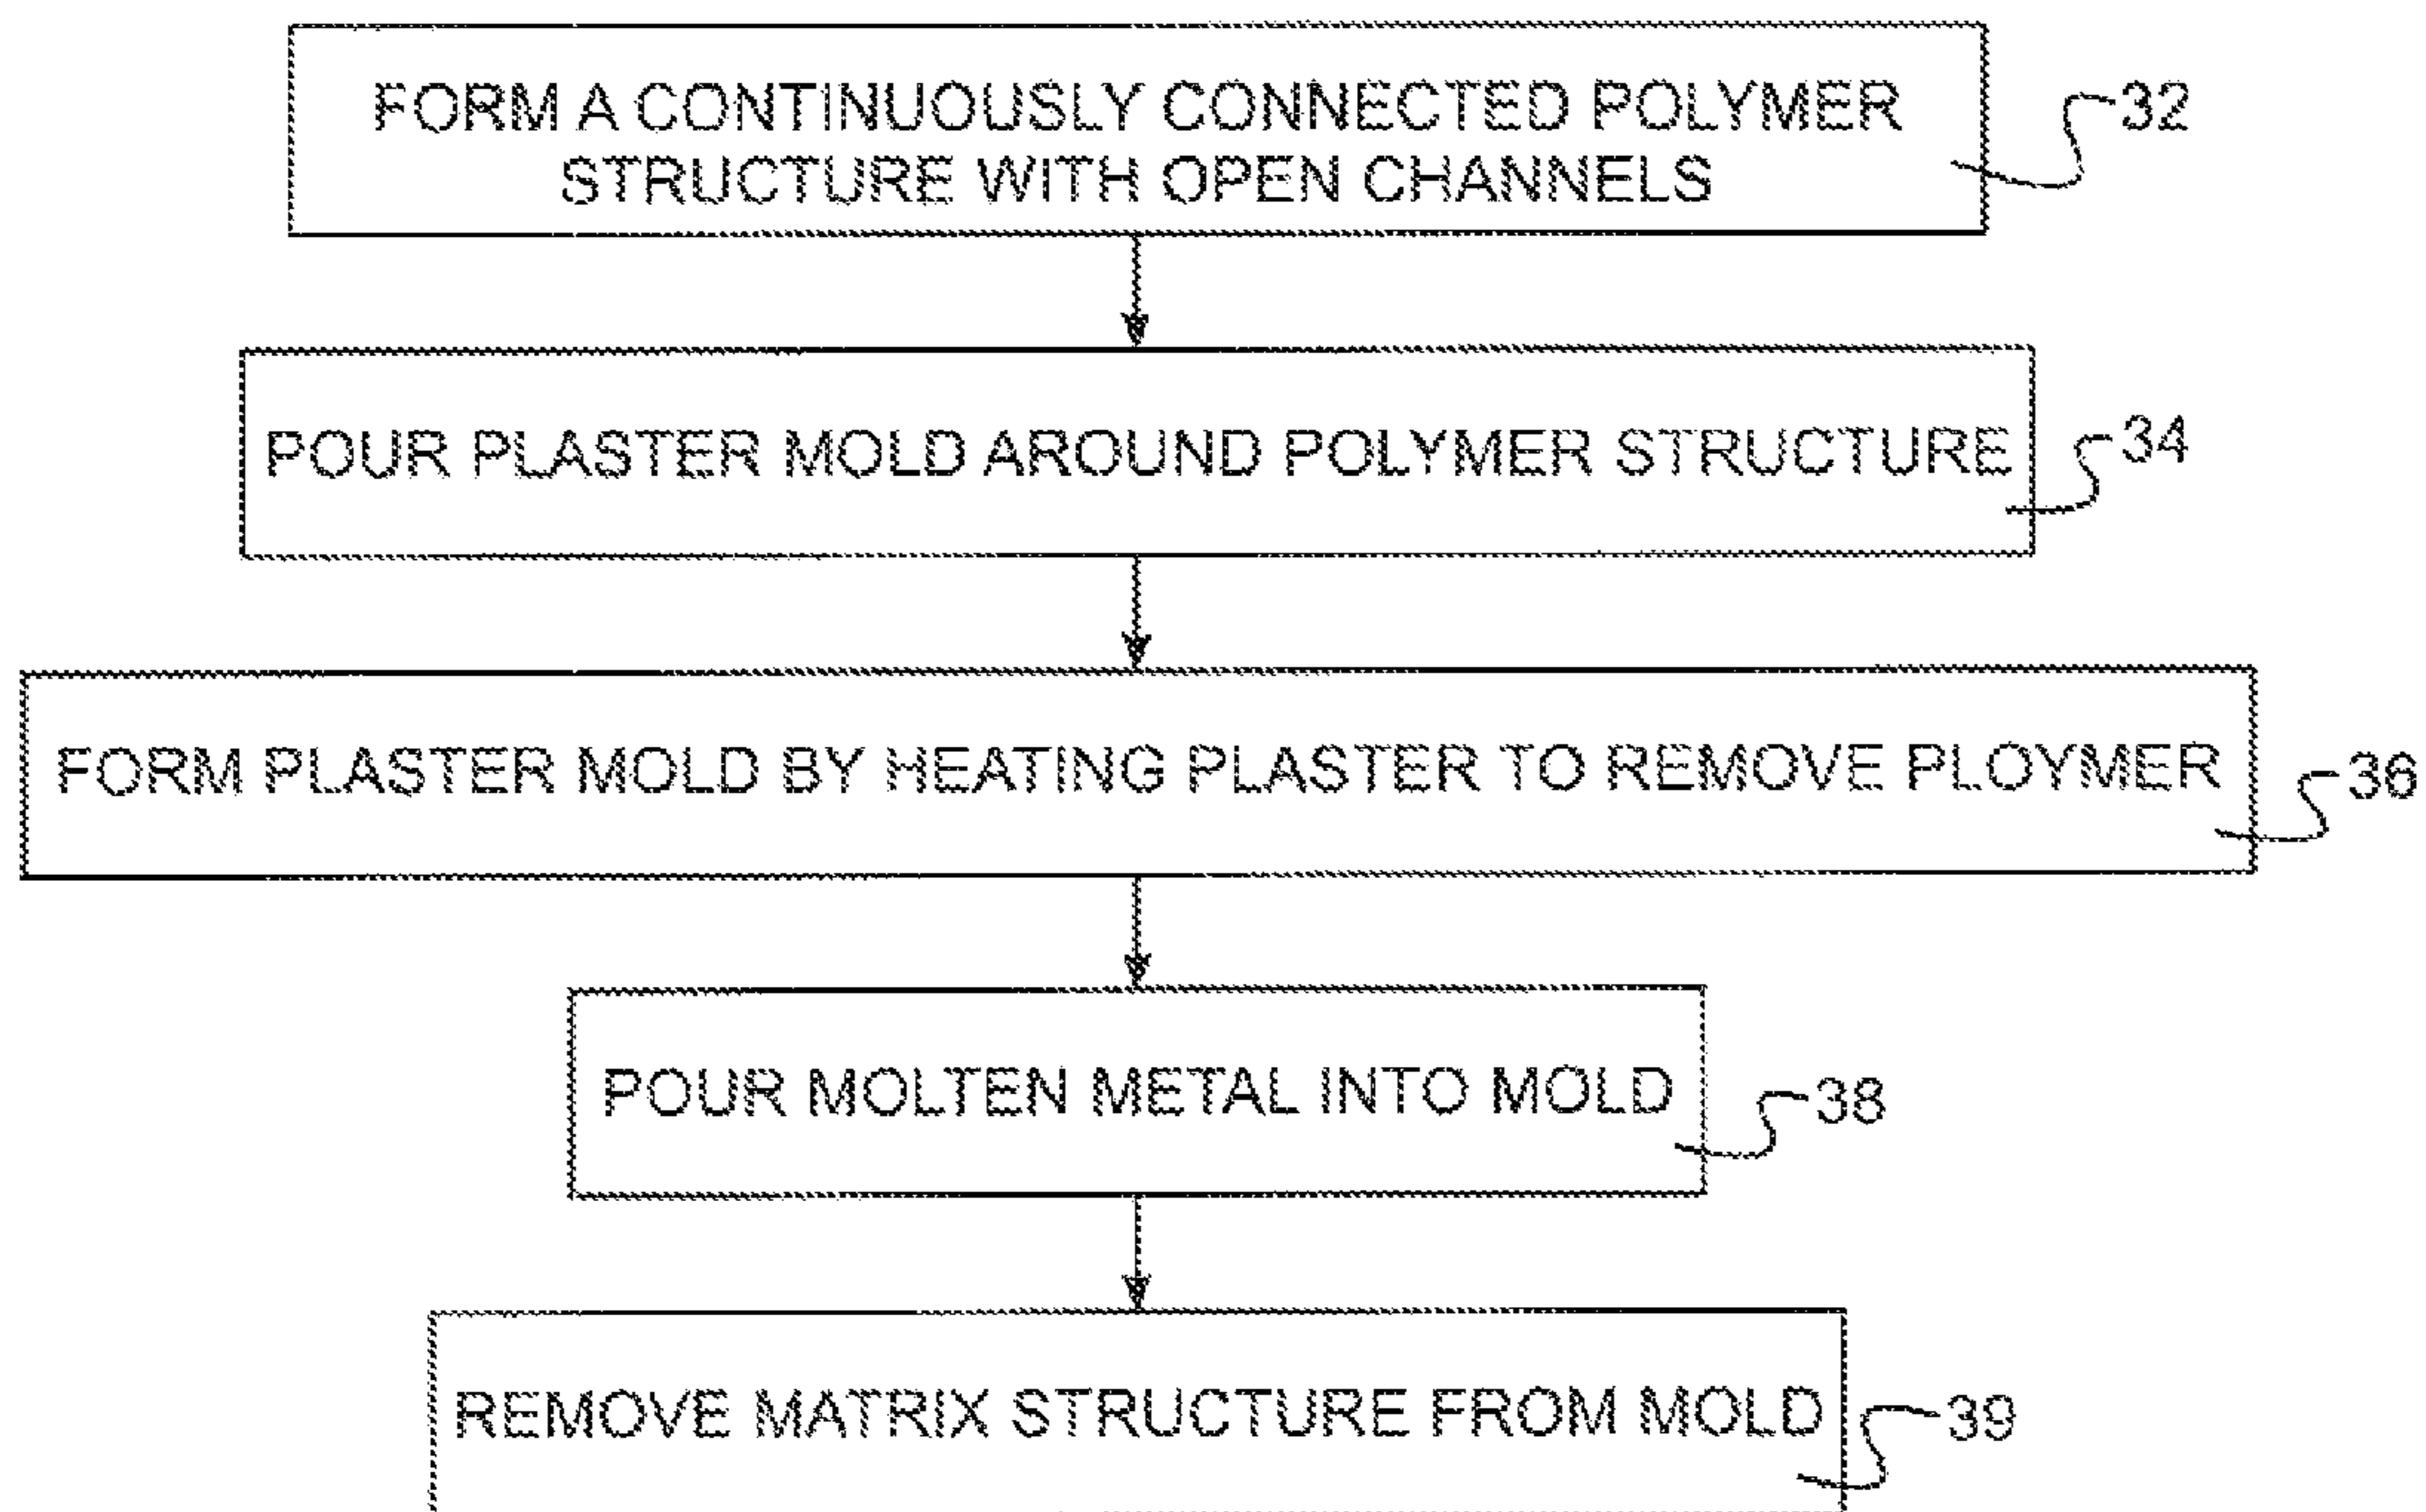 FORM A CONTINUOUSLY CONNECTED POLYMER
STRUCTURE WITH OPEN CHANNELS
32
POUR PLASTER MOLD AROUND POLYMER STRUCTURE
34
FORM PLASTER MOLD BY HEATING PLASTER TO REMOVE PLOYMER
36
POUR MOLTEN METAL INTO MOLD
38
REMOVE MATRIX STRUCTURE FROM MOLD
39